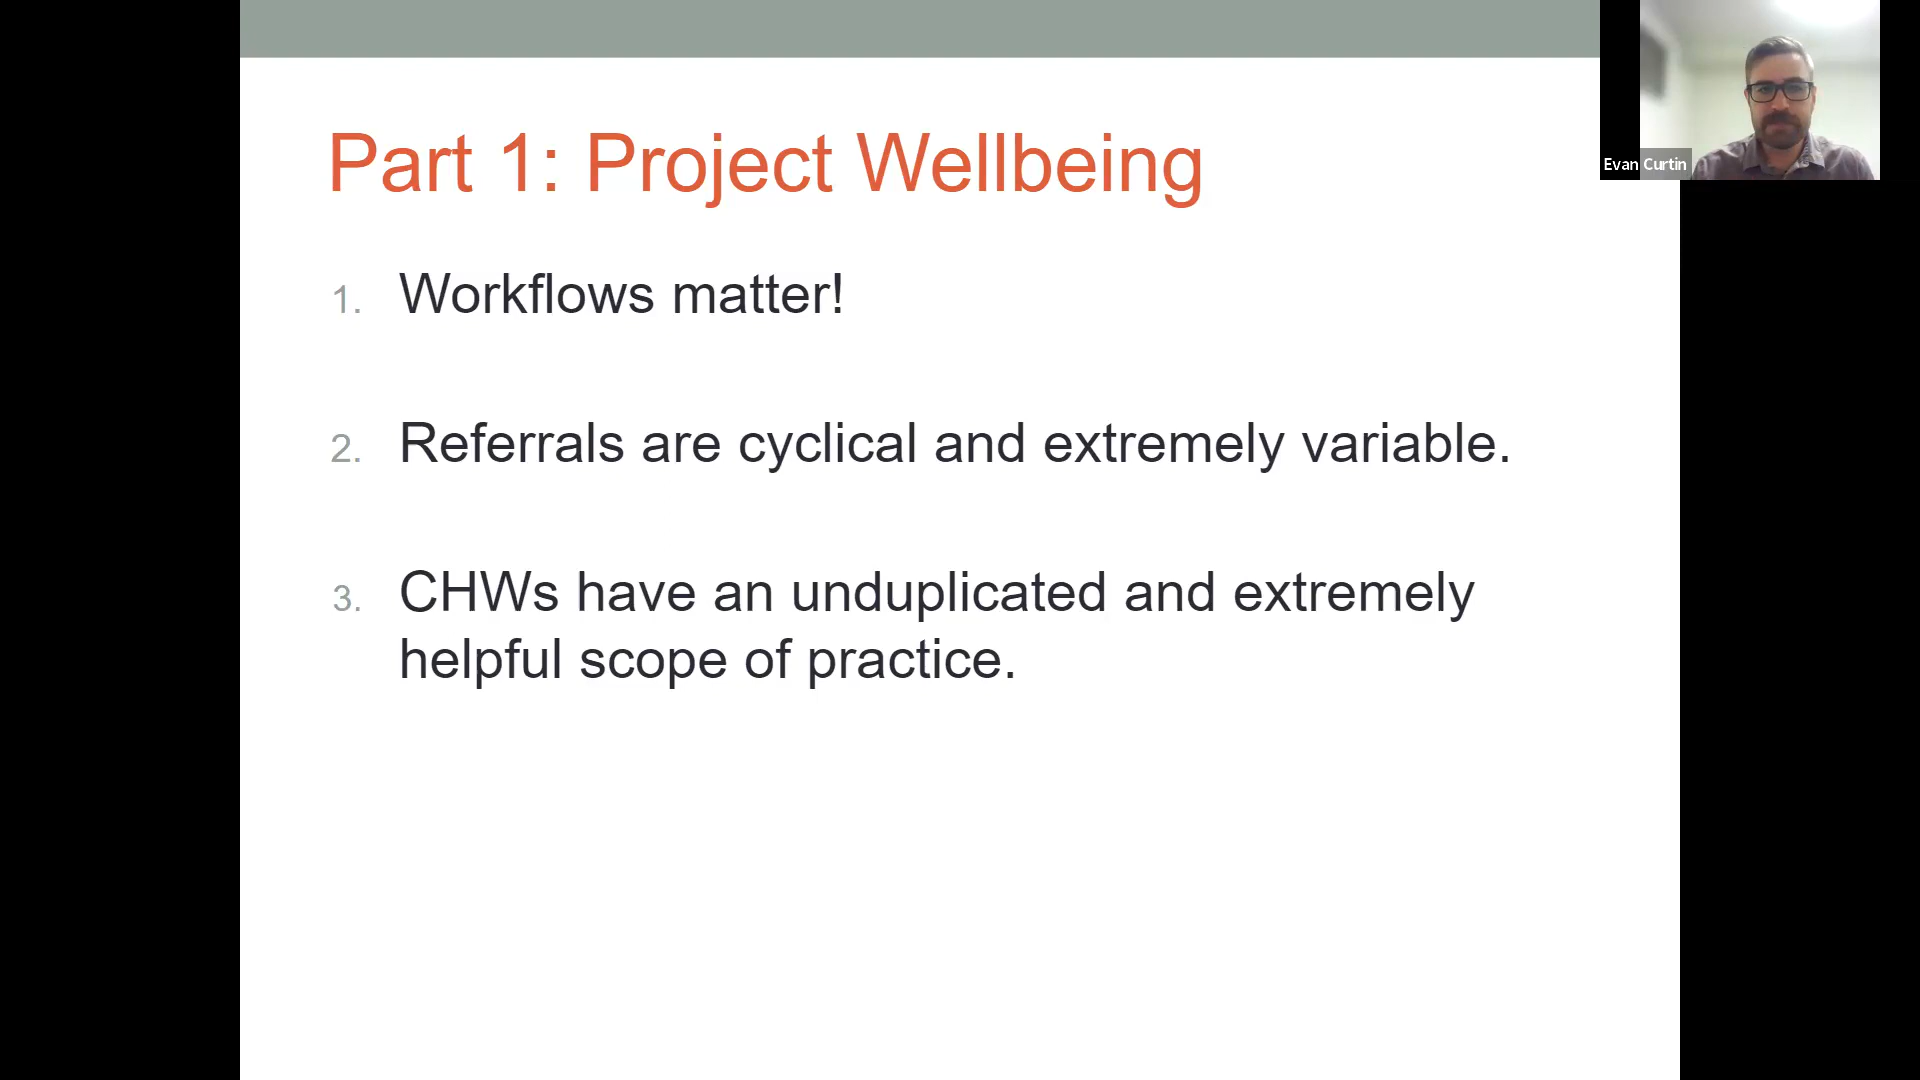 Part 1: Project Wellbeing
1. Workflows matter!
2. Referrals are cyclical and extremely variable.
3. CHWs have an unduplicated and extremely
helpful scope of practice.
Evan Curtin